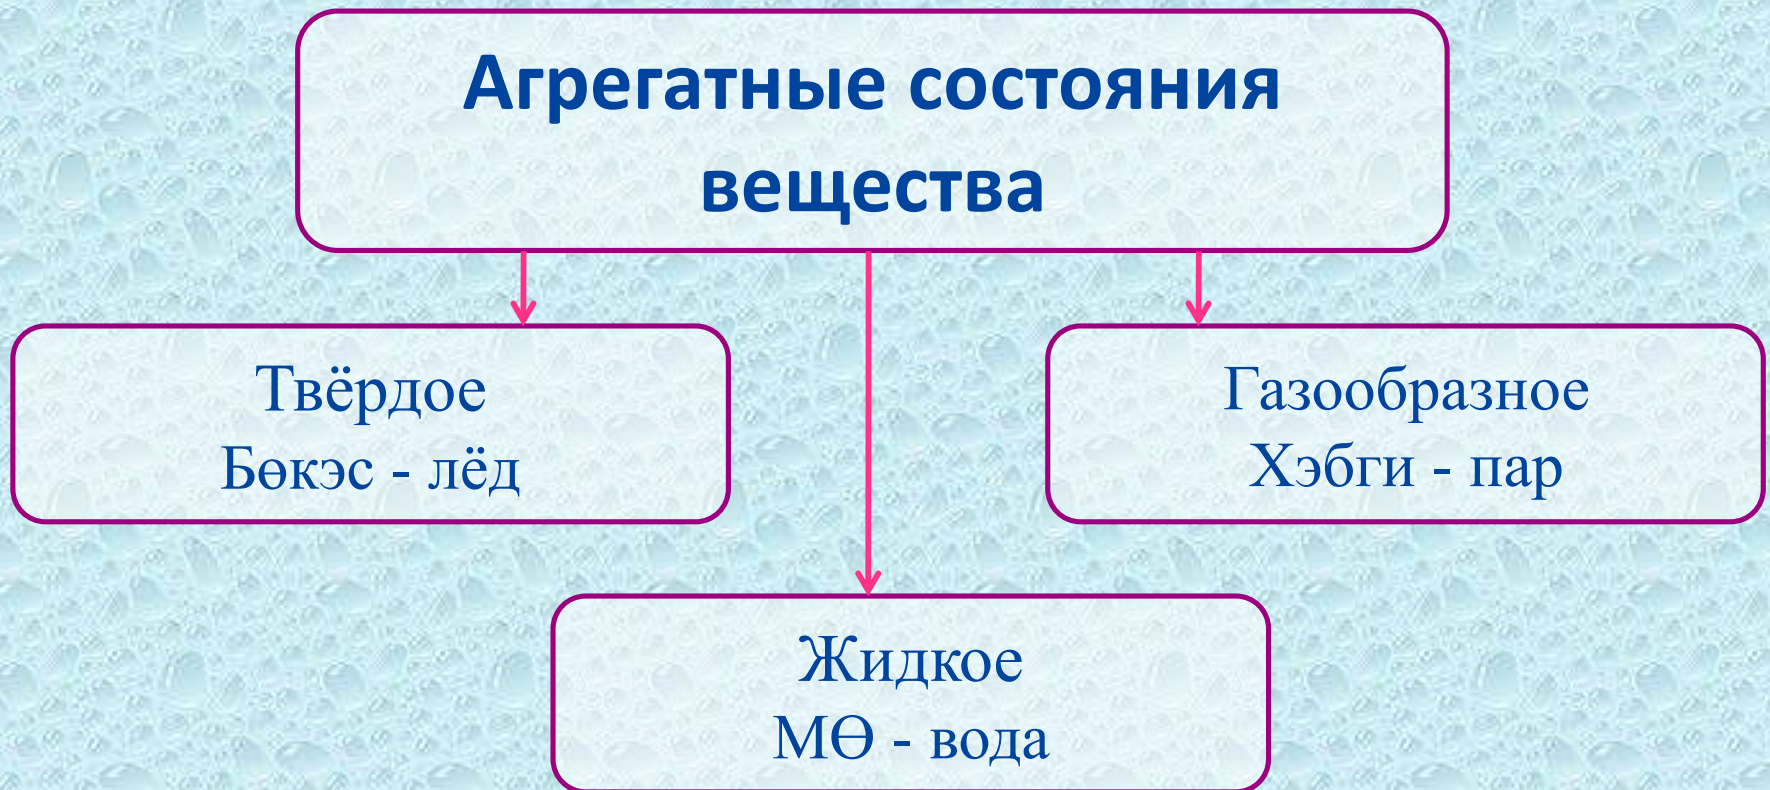 Агрегатные состояния
вещества
Твёрдое
Бөкэс - лёд
Газообразное
Хэбги - пар
Жидкое
МӨ - вода